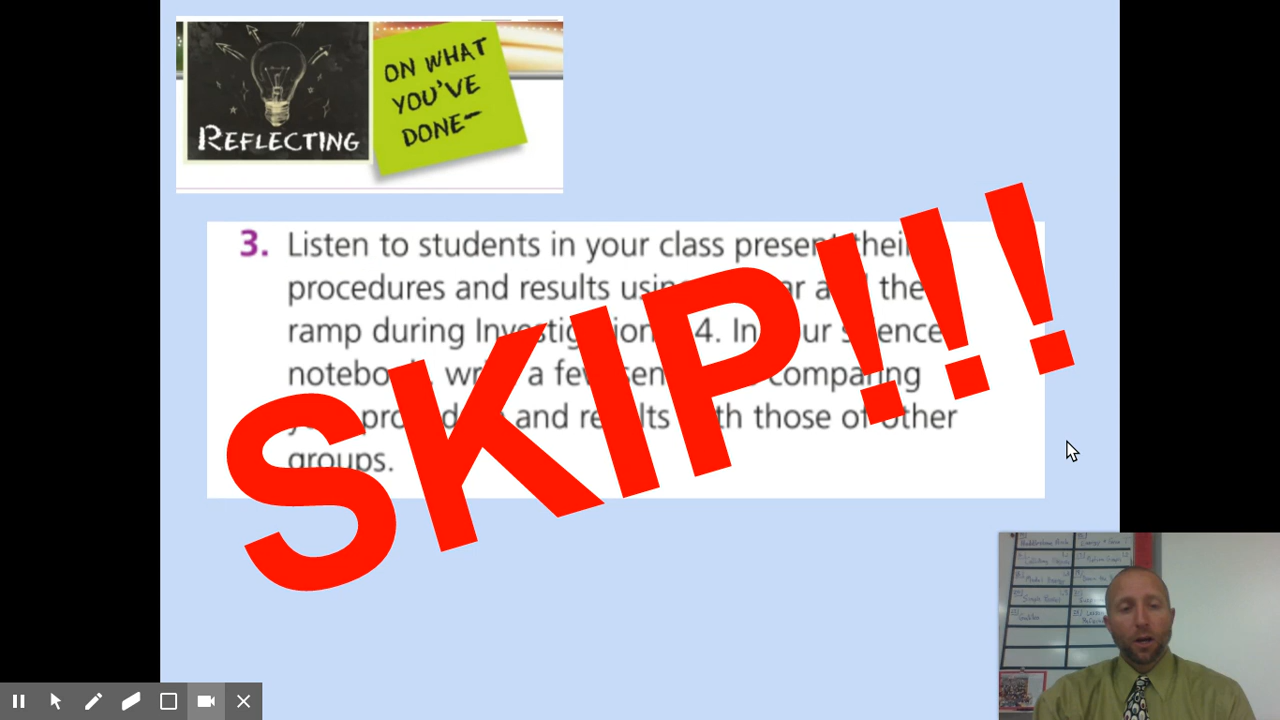 REFLECTING
ON WHAT
YOU'VE
DONE-
3. Listen to students in your class present their
procedures and results using car and the
ramp during Investigation 4. In your science
notebook, write a few sentences comparing
your procedure and results with those of other
groups.
SKIP!!!